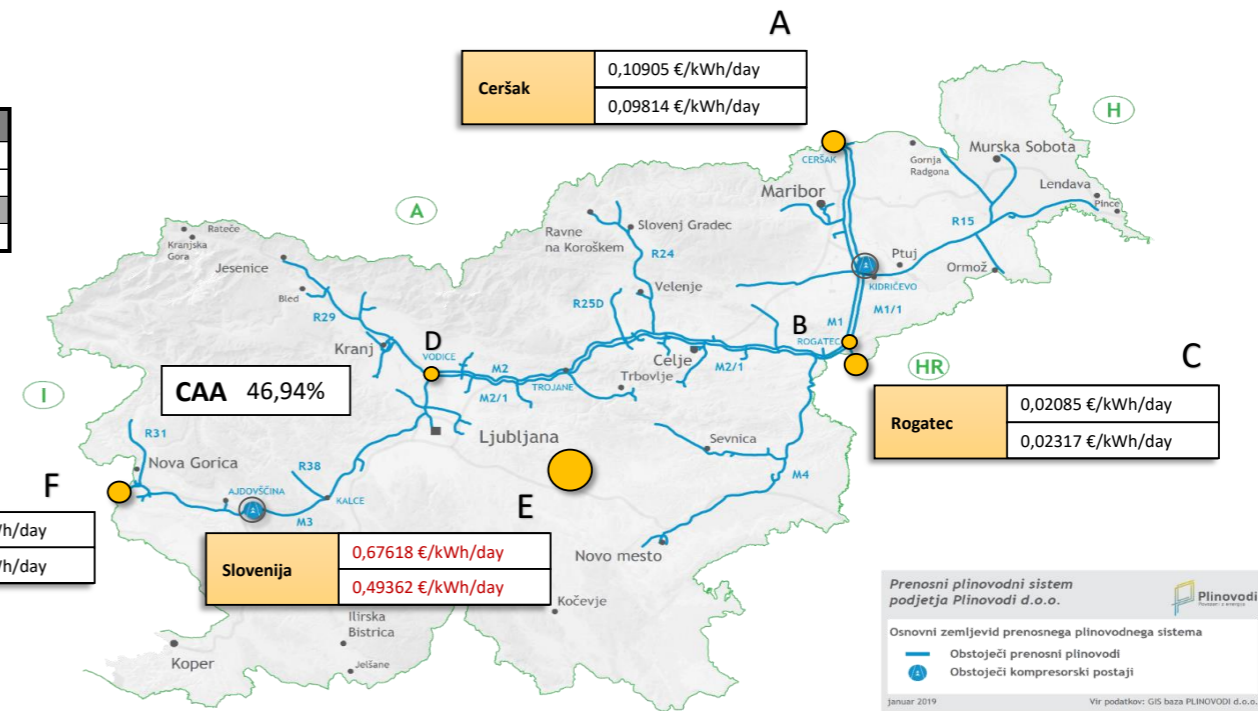 A
Ceršak
0,10905 €/kWh/day
0,09814 €/kWh/day
H
CERŠAK
Gornja
Radgona
Murska Sobota
Maribor
Lendava
Pince
A
Rateče
Kranjska
Gora
Ravne
na Koroškem
Slovenj Gradec
R15
Jesenice
R24
Ptuj
Ormož
Bled
Velenje
KIDRIČEVO
R29
R25D
M1
M1/1
B
ROGATEC
D
Kranj
VODICE
Celje
M2
TROJANE
M2/1
HR
C
CAA 46,94%
M2/1
Trbovlje
I
Rogatec
0,02085 €/kWh/day
0,02317 €/kWh/day
R31
Ljubljana
Sevnica
Nova Gorica
R38
M4
F
AJDOVŠČINA
KALCE
E
M3
Wh/day
Wh/day
Slovenija
0,67618 €/kWh/day
0,49362 €/kWh/day
Novo mesto
Kočevje
Ilirska
Bistrica
Koper
Jelšane
Prenosni plinovodni sistem
podjetja Plinovodi d.o.o.
Plinovodi
Osnovni zemljevid prenosnega plinovodnega sistema
Obstoječi prenosni plinovodi
Obstoječi kompresorski postaji
januar 2019
Vir podatkov: GIS baza PLINOVODI d.o.o.